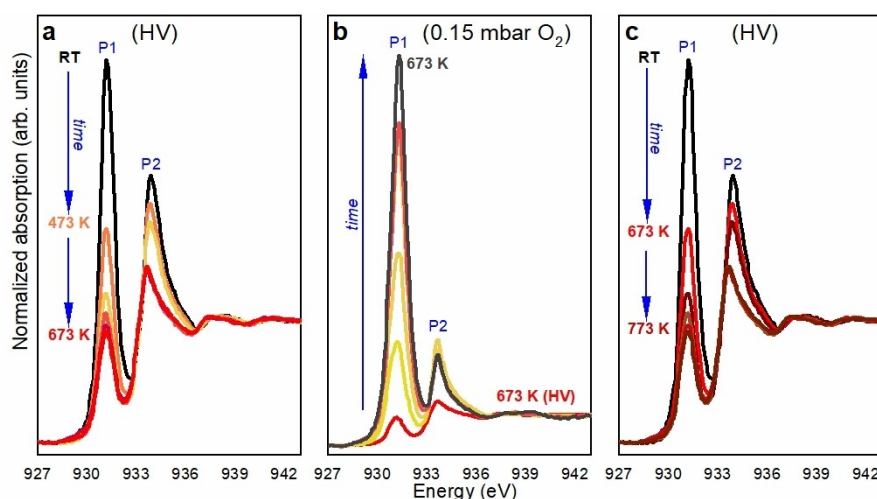 a
(HV)
P1
RT
time
P2
473 K
673 K
b
(0.15 mbar O₂)
P1
673 K
time
P2
673 K (HV)
c
(HV)
P1
RT
time
P2
673 K
773 K
Normalized absorption (arb. units)
927 930 933 936 939 942
927 930 933 936 939 942
927 930 933 936 939 942
Energy (eV)